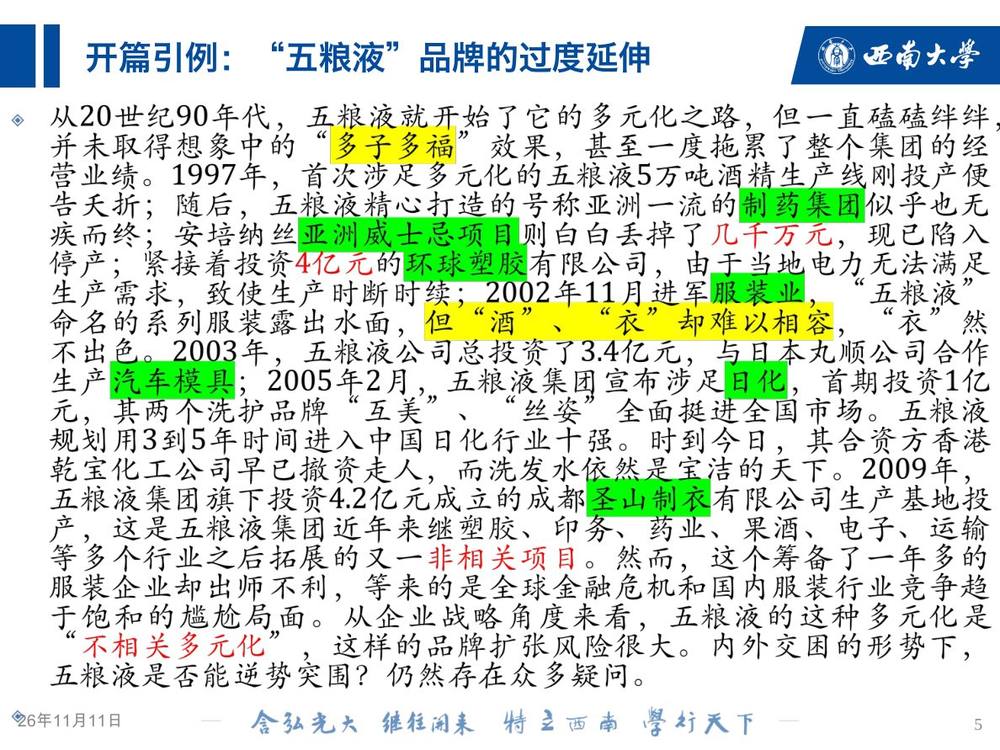 开篇引例：“五粮液”品牌的过度延伸
西南大学
从20世纪90年代，五粮液就开始了它的多元化之路，但一直磕磕绊绊，
并未取得想象中的“多子多福”效果，甚至一度拖累了整个集团的经
营业绩。1997年，首次涉足多元化的五粮液5万吨酒精生产线刚投产便
告夭折；随后，五粮液精心打造的号称亚洲一流的制药集团似乎也无
疾而终；安培纳丝亚洲威士忌项目则白白丢掉了几千万元，现已陷入
停产；紧接着投资4亿元的环球塑胶有限公司，由于当地电力无法满足
生产需求，致使生产时断时续；2002年11月进军服装业，“五粮液”
命名的系列服装露出水面，但“酒”、“衣”却难以相容，“衣”然
不出色。2003年，五粮液公司总投资了3.4亿元，与日本丸顺公司合作
生产汽车模具；2005年2月，五粮液集团宣布涉足日化，首期投资1亿
元，其两个洗护品牌“互美”、“丝姿”全面挺进全国市场。五粮液
规划用3到5年时间进入中国日化行业十强。时到今日，其合资方香港
乾宝化工公司早已撤资走人，而洗发水依然是宝洁的天下。2009年，
五粮液集团旗下投资4.2亿元成立的成都圣山制衣有限公司生产基地投
产，这是五粮液集团近年来继塑胶、印务、药业、果酒、电子、运输
等多个行业之后拓展的又一非相关项目。然而，这个筹备了一年多的
服装企业却出师不利，等来的是全球金融危机和国内服装行业竞争趋
于饱和的尴尬局面。从企业战略角度来看，五粮液的这种多元化是
“不相关多元化”，这样的品牌扩张风险很大。内外交困的形势下，
五粮液是否能逆势突围？仍然存在众多疑问。
26年11月11日
含弘光大 继往开来 特立西南 学行天下
5